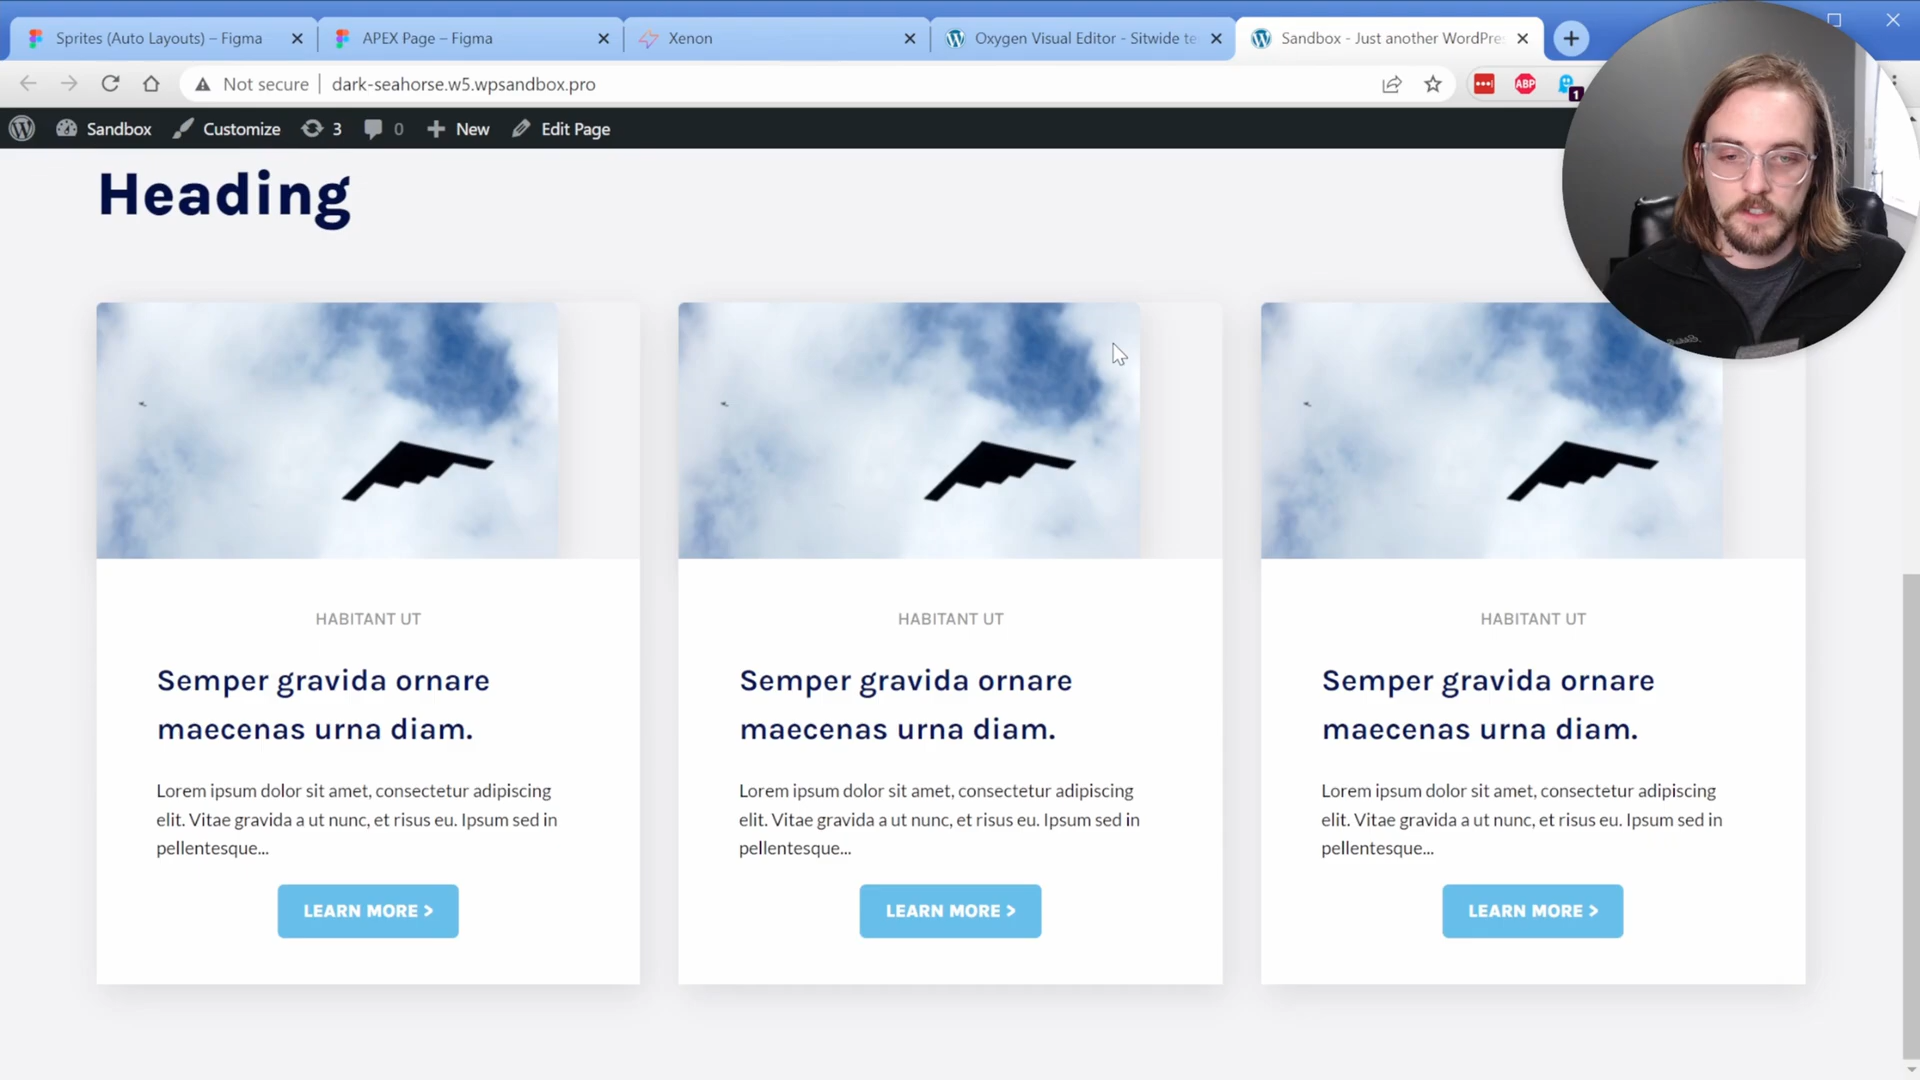 Sprites (Auto Layouts) – Figma
APEX Page – Figma
Xenon
Oxygen Visual Editor - Sitwide te
Sandbox - Just another WordPre
Not secure
dark-seahorse.w5.wpsandbox.pro
ABP
1
Sandbox
Customize
3
0
New
Edit Page
Heading
HABITANT UT
Semper gravida ornare
maecenas urna diam.
Lorem ipsum dolor sit amet, consectetur adipiscing
elit. Vitae gravida a ut nunc, et risus eu. Ipsum sed in
pellentesque...
LEARN MORE >
HABITANT UT
Semper gravida ornare
maecenas urna diam.
Lorem ipsum dolor sit amet, consectetur adipiscing
elit. Vitae gravida a ut nunc, et risus eu. Ipsum sed in
pellentesque...
LEARN MORE >
HABITANT UT
Semper gravida ornare
maecenas urna diam.
Lorem ipsum dolor sit amet, consectetur adipiscing
elit. Vitae gravida a ut nunc, et risus eu. Ipsum sed in
pellentesque...
LEARN MORE >